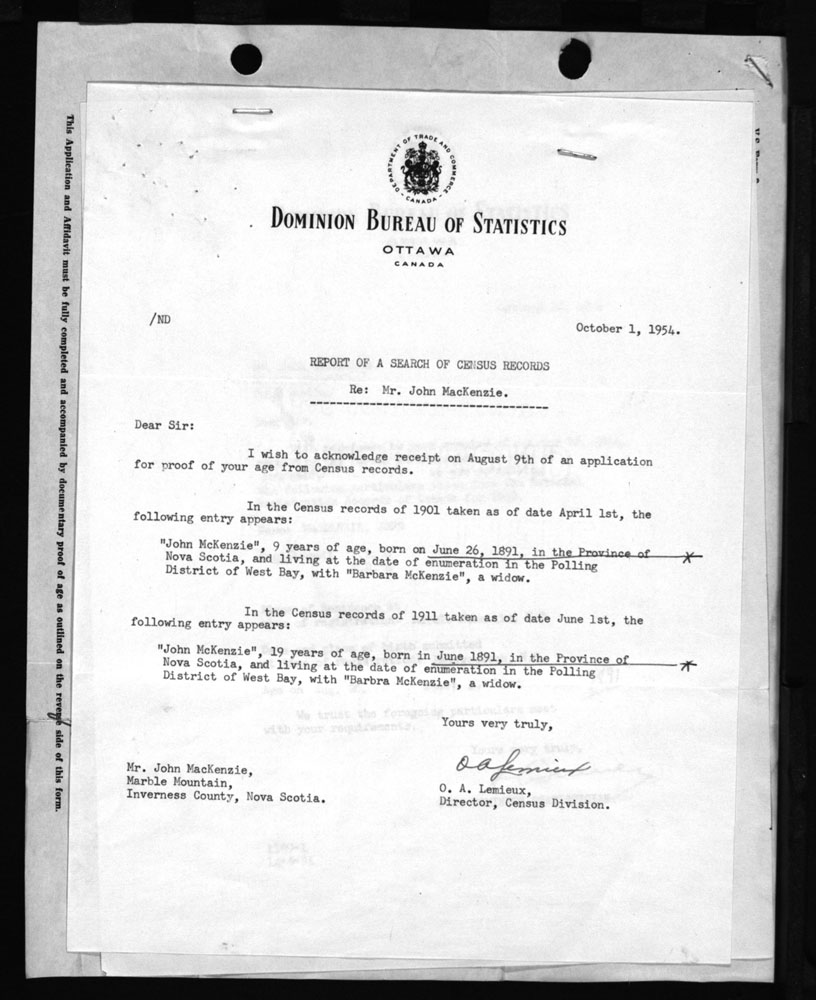 DEPARTMENT OF TRADE AND COMMERCE
CANADA
DOMINION BUREAU OF STATISTICS
OTTAWA
CANADA
/ND
October 1, 1954.
REPORT OF A SEARCH OF CENSUS RECORDS
Re: Mr. John MacKenzie.
Dear Sir:
I wish to acknowledge receipt on August 9th of an application
for proof of your age from Census records.
In the Census records of 1901 taken as of date April 1st, the
following entry appears:
"John McKenzie", 9 years of age, born on June 26, 1891, in the Province of
Nova Scotia, and living at the date of enumeration in the Polling
District of West Bay, with "Barbara McKenzie", a widow.
In the Census records of 1911 taken as of date June 1st, the
following entry appears:
"John McKenzie", 19 years of age, born in June 1891, in the Province of
Nova Scotia, and living at the date of enumeration in the Polling
District of West Bay, with "Barbra McKenzie", a widow.
Yours very truly,
O A Lemieux
O. A. Lemieux,
Director, Census Division.
Mr. John MacKenzie,
Marble Mountain,
Inverness County, Nova Scotia.
This Application and Affidavit must be fully completed and accompanied by documentary proof of age as outlined on the reverse side of this form.